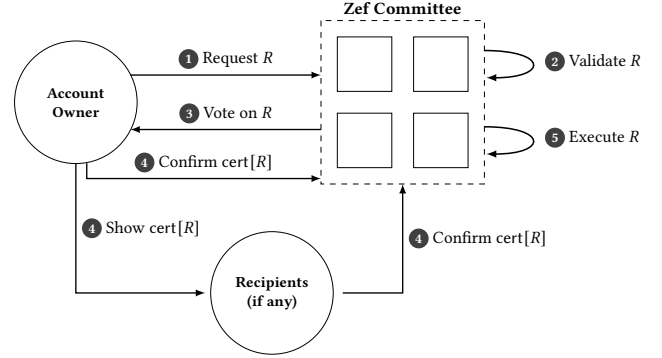 Zef Committee
1 Request R
2 Validate R
Account
Owner
3 Vote on R
5 Execute R
4 Confirm cert[R]
4 Show cert[R]
4 Confirm cert[R]
Recipients
(if any)